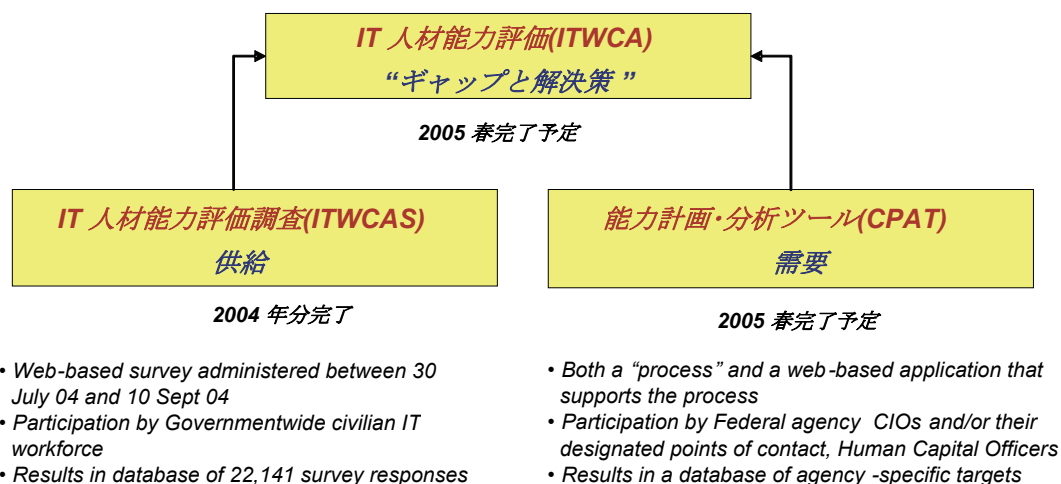 IT 人材能力評価(ITWCA)
“ギャップと解決策 ”
2005 春完了予定
IT 人材能力評価調査(ITWCAS)
供給
2004 年分完了
• Web-based survey administered between 30
July 04 and 10 Sept 04
• Participation by Governmentwide civilian IT
workforce
• Results in database of 22,141 survey responses
能力計画・分析ツール(CPAT)
需要
2005 春完了予定
• Both a “process” and a web-based application that
supports the process
• Participation by Federal agency CIOs and/or their
designated points of contact, Human Capital Officers
• Results in a database of agency -specific targets